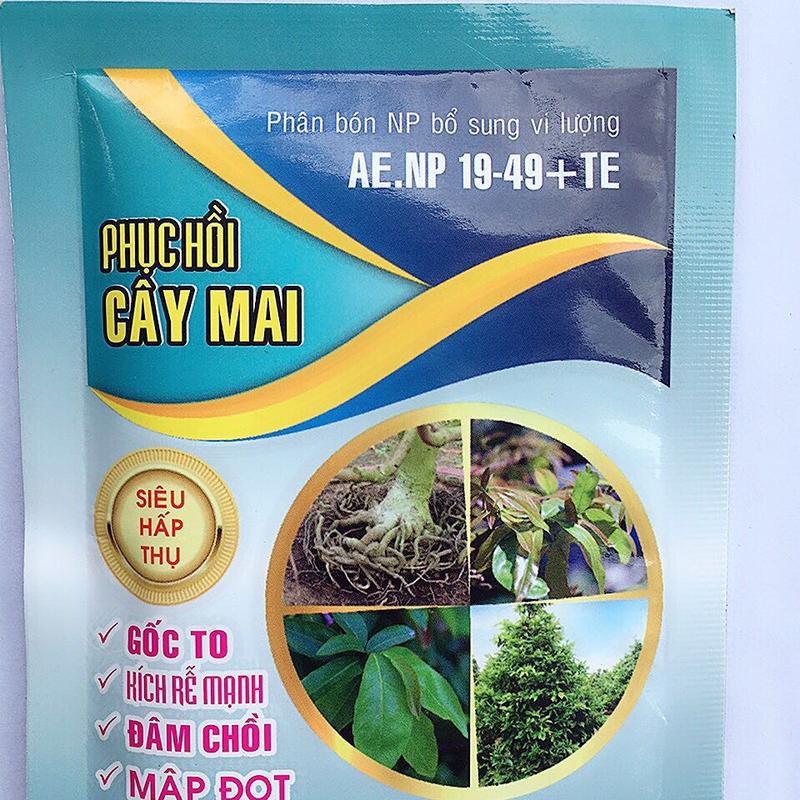 Phân bón NP bổ sung vi lượng
AE.NP 19-49+TE
PHỤC HỒI
CÂY MAI
SIÊU
HẤP
THỤ
GỐC TO
KÍCH RỄ MẠNH
ĐÂM CHỒI
MẬP ĐỌT